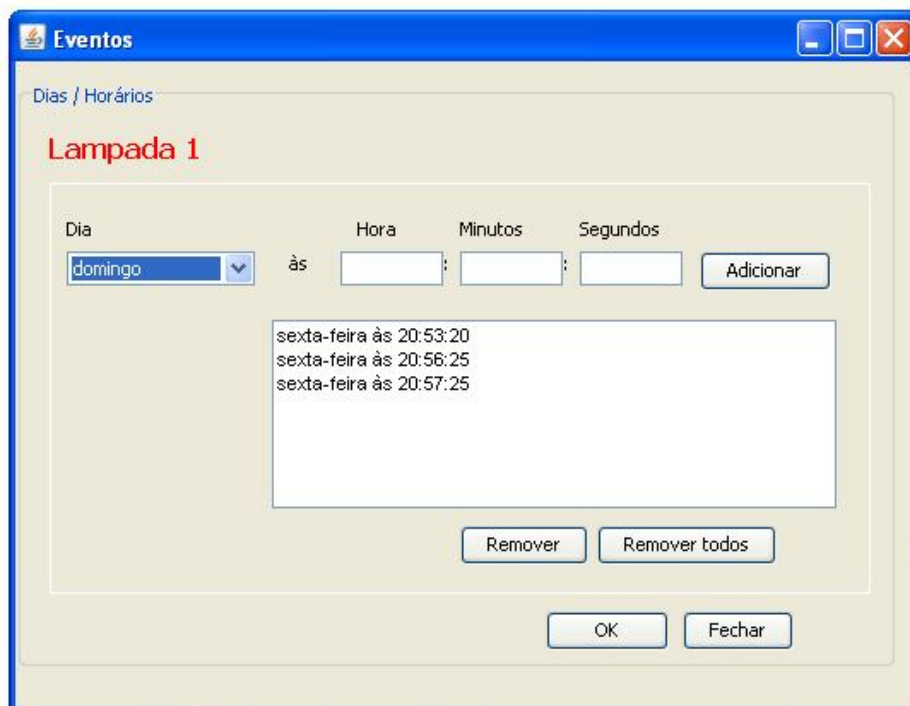 Eventos
Dias / Horários
Lampada 1
Dia Hora Minutos Segundos
domingo às : : Adicionar
sexta-feira às 20:53:20
sexta-feira às 20:56:25
sexta-feira às 20:57:25
Remover Remover todos
OK Fechar